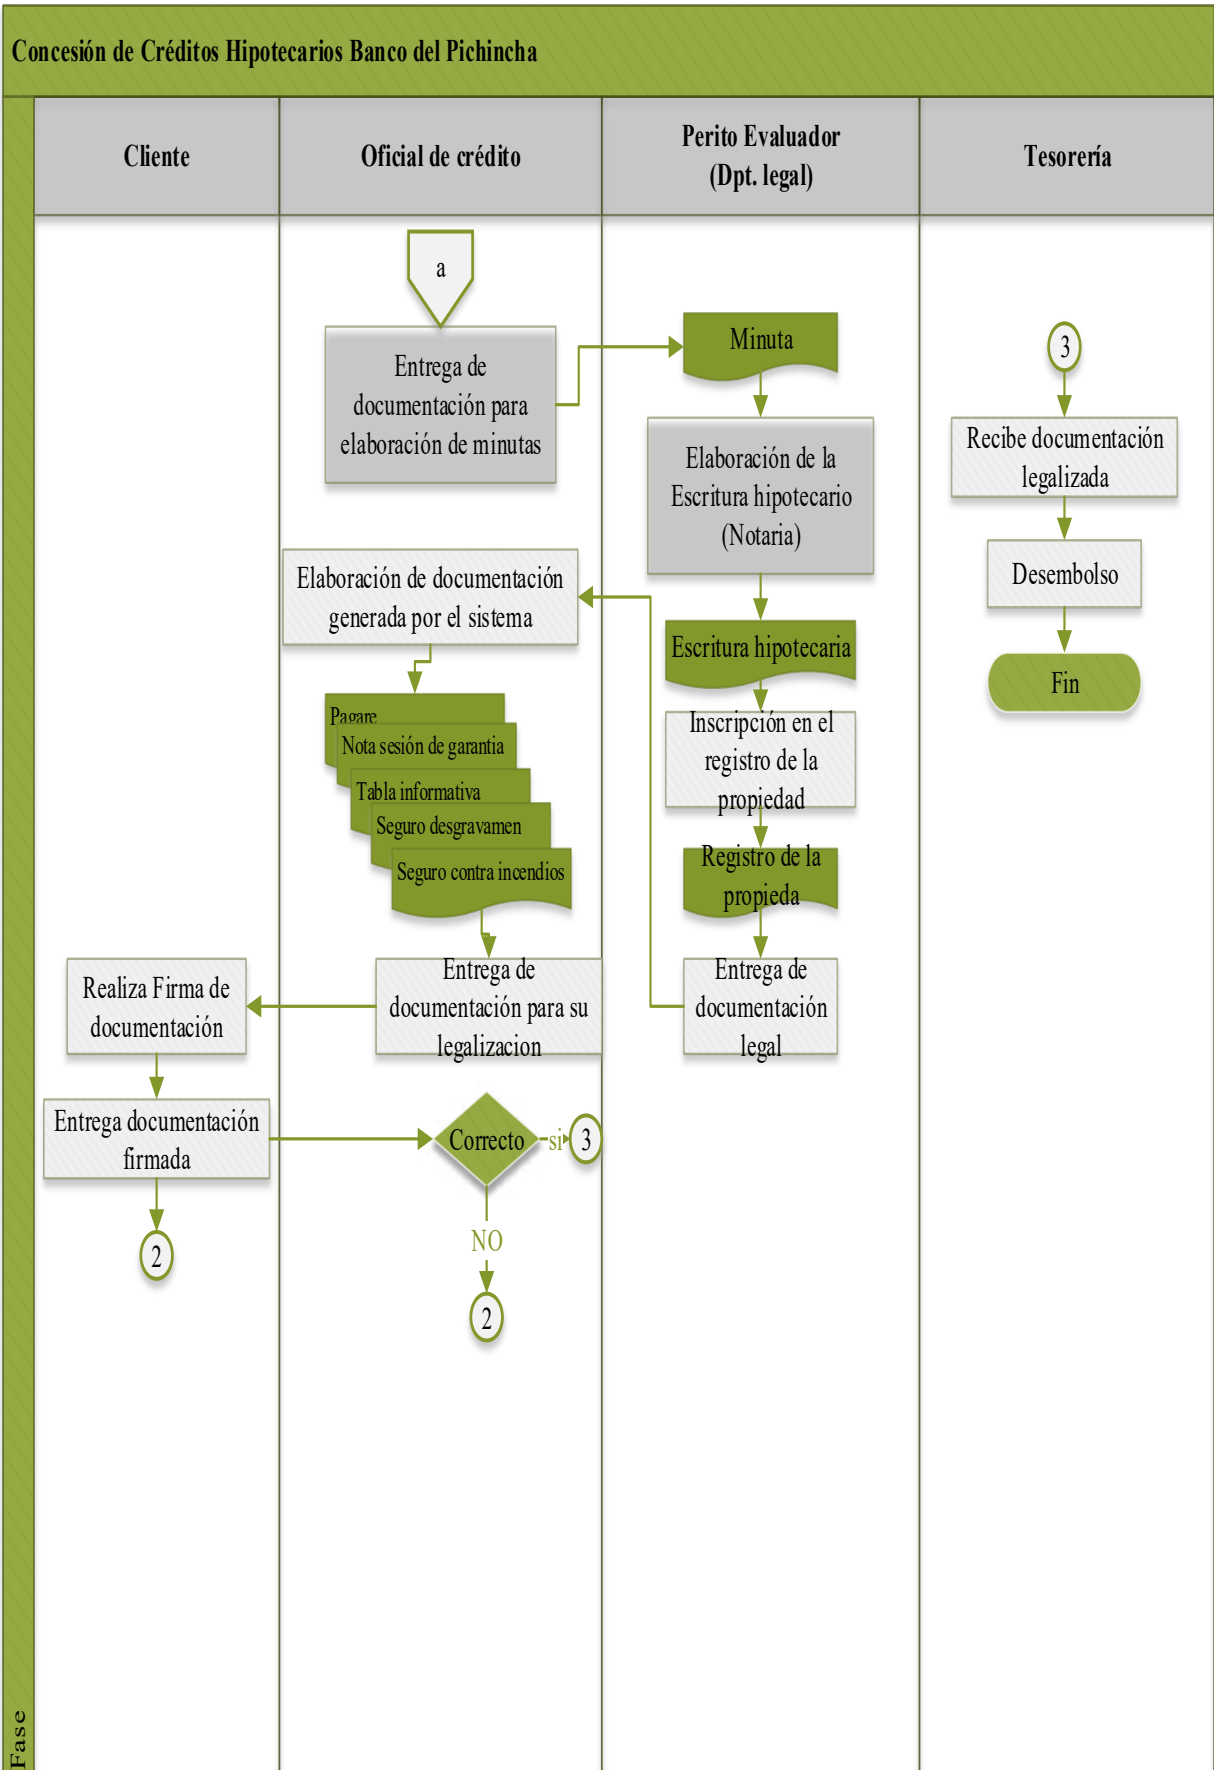 Concesión de Créditos Hipotecarios Banco del Pichincha
Cliente
Oficial de crédito
Perito Evaluador
(Dpt. legal)
Tesorería
a
Entrega de
documentación para
elaboración de minutas
Minuta
Elaboración de la
Escritura hipotecario
(Notaria)
Escritura hipotecaria
Inscripción en el
registro de la
propiedad
Registro de la
propieda
Entrega de
documentación
legal
Elaboración de documentación
generada por el sistema
Pagare
Nota sesión de garantia
Tabla informativa
Seguro desgravamen
Seguro contra incendios
Entrega de
documentación para su
legalizacion
Realiza Firma de
documentación
Entrega documentación
firmada
2
Correcto
si
3
NO
2
3
Recibe documentación
legalizada
Desembolso
Fin
Fase